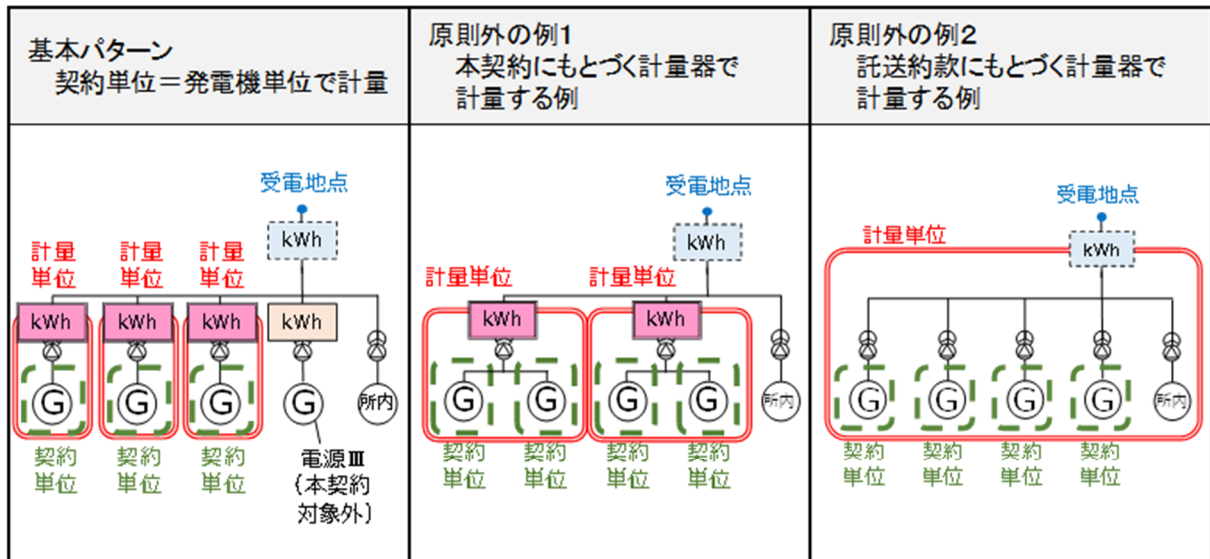 基本パターン
契約単位＝発電機単位で計量
受電地点
kWh
計量
単位
計量
単位
計量
単位
kWh
kWh
kWh
kWh
G
G
G
G
所内
契約
単位
契約
単位
契約
単位
電源Ⅲ
(本契約
対象外)
原則外の例1
本契約にもとづく計量器で
計量する例
受電地点
kWh
計量単位
計量単位
kWh
kWh
G
G
G
G
所内
契約
単位
契約
単位
契約
単位
契約
単位
原則外の例2
託送約款にもとづく計量器で
計量する例
受電地点
計量単位
kWh
G
G
G
G
所内
契約
単位
契約
単位
契約
単位
契約
単位